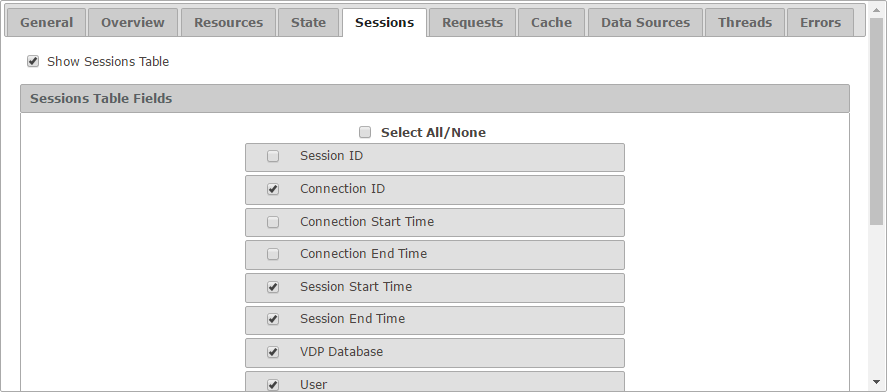 General Overview Resources State Sessions Requests Cache Data Sources Threads Errors
Show Sessions Table
Sessions Table Fields
Select All/None
Session ID
Connection ID
Connection Start Time
Connection End Time
Session Start Time
Session End Time
VDP Database
User